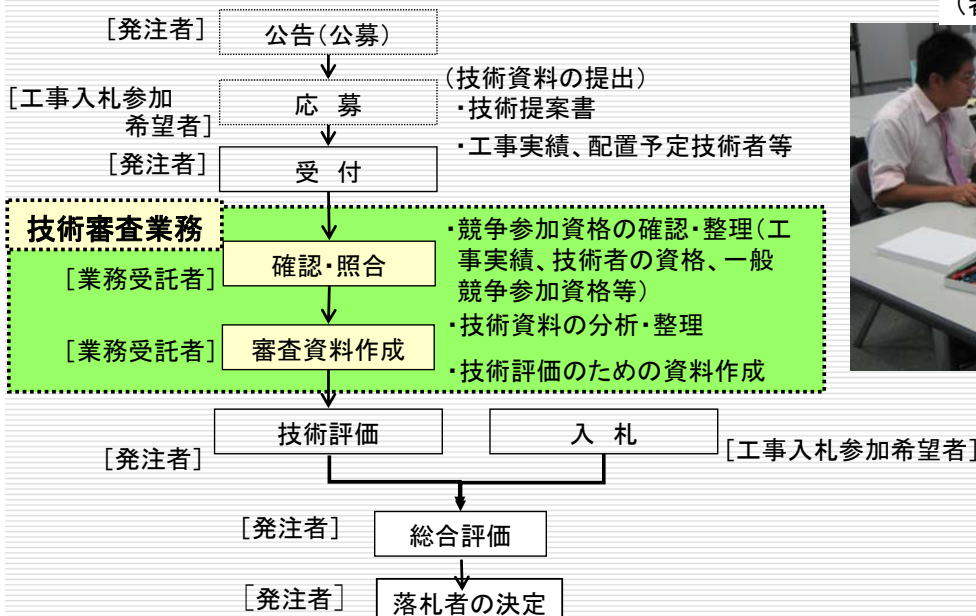 [発注者]
公告(公募)
[工事入札参加
希望者]
応 募
(技術資料の提出)
・技術提案書
・工事実績、配置予定技術者等
[発注者]
受 付
技術審査業務
[業務受託者]
確認・照合
・競争参加資格の確認・整理(工
事実績、技術者の資格、一般
競争参加資格等)
・技術資料の分析・整理
[業務受託者]
審査資料作成
・技術評価のための資料作成
[発注者]
技術評価
入 札
[工事入札参加希望者]
[発注者]
総合評価
[発注者]
落札者の決定